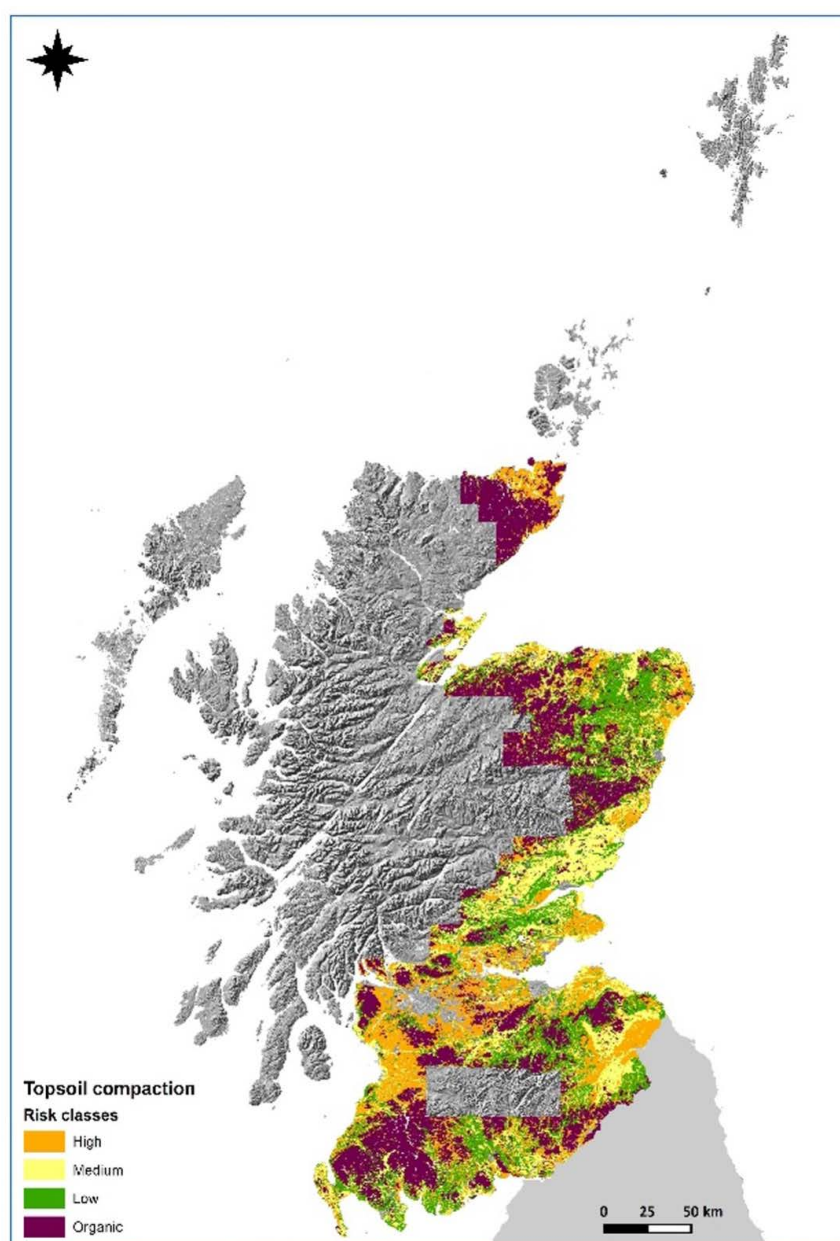 Topsoil compaction
Risk classes
High
Medium
Low
Organic
0 25 50 km